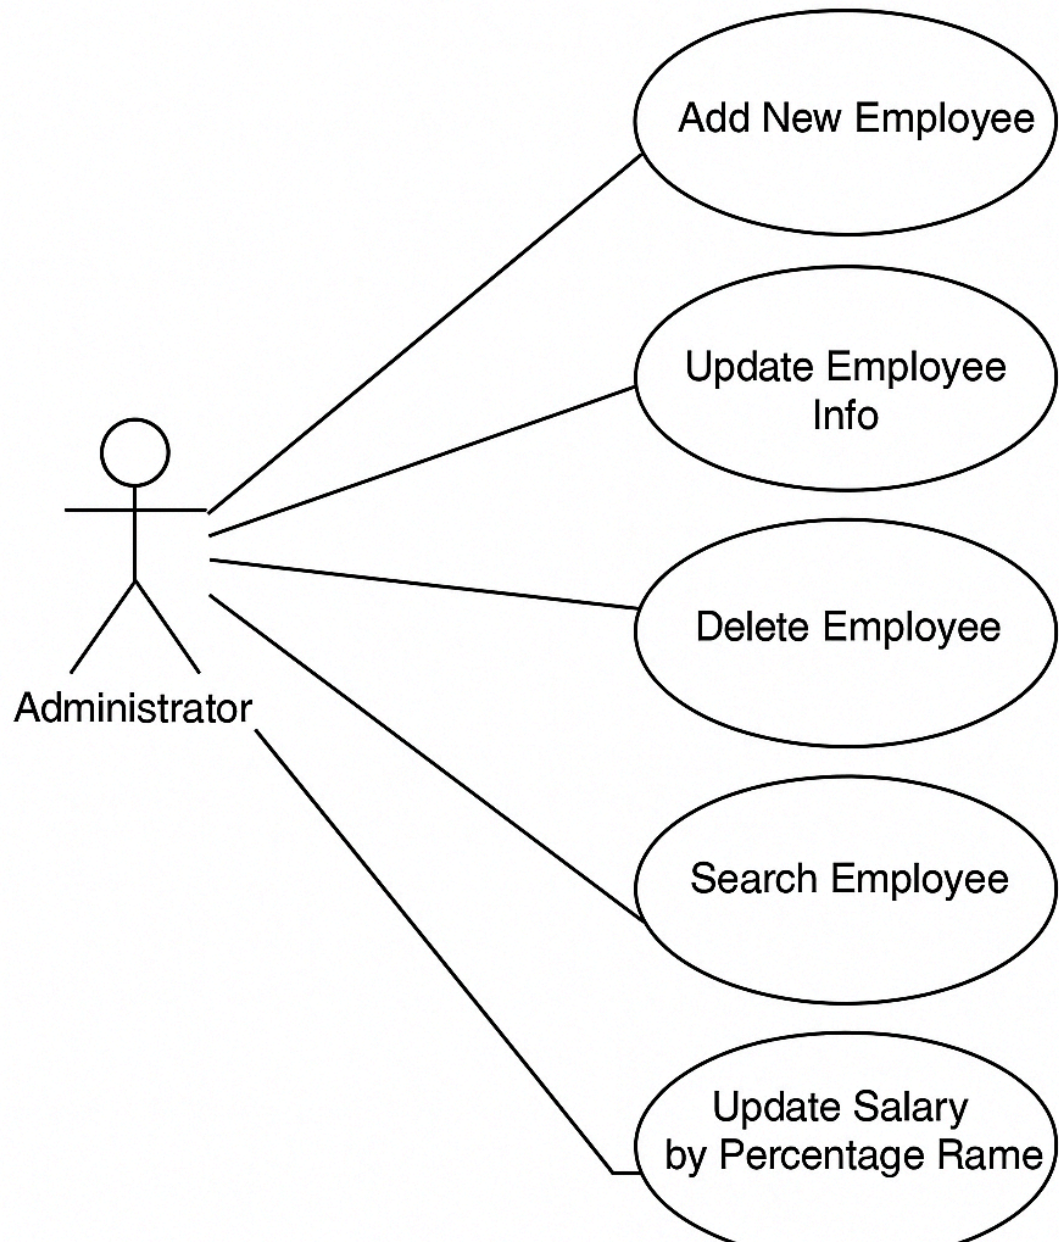 Add New Employee
Update Employee
Info
Delete Employee
Administrator
Search Employee
Update Salary
by Percentage Rame